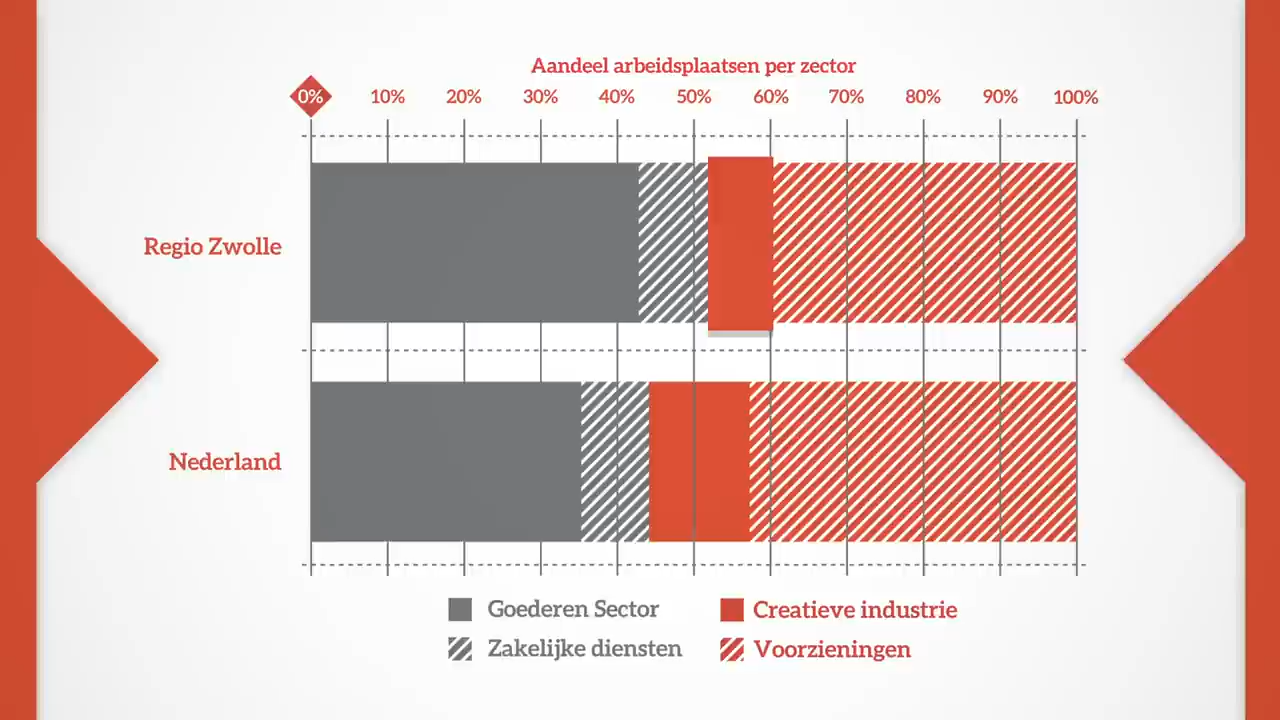 Aandeel arbeidsplaatsen per zector
0% 10% 20% 30% 40% 50% 60% 70% 80% 90% 100%
Regio Zwolle
Nederland
Goederen Sector Creatieve industrie
Zakelijke diensten Voorzieningen